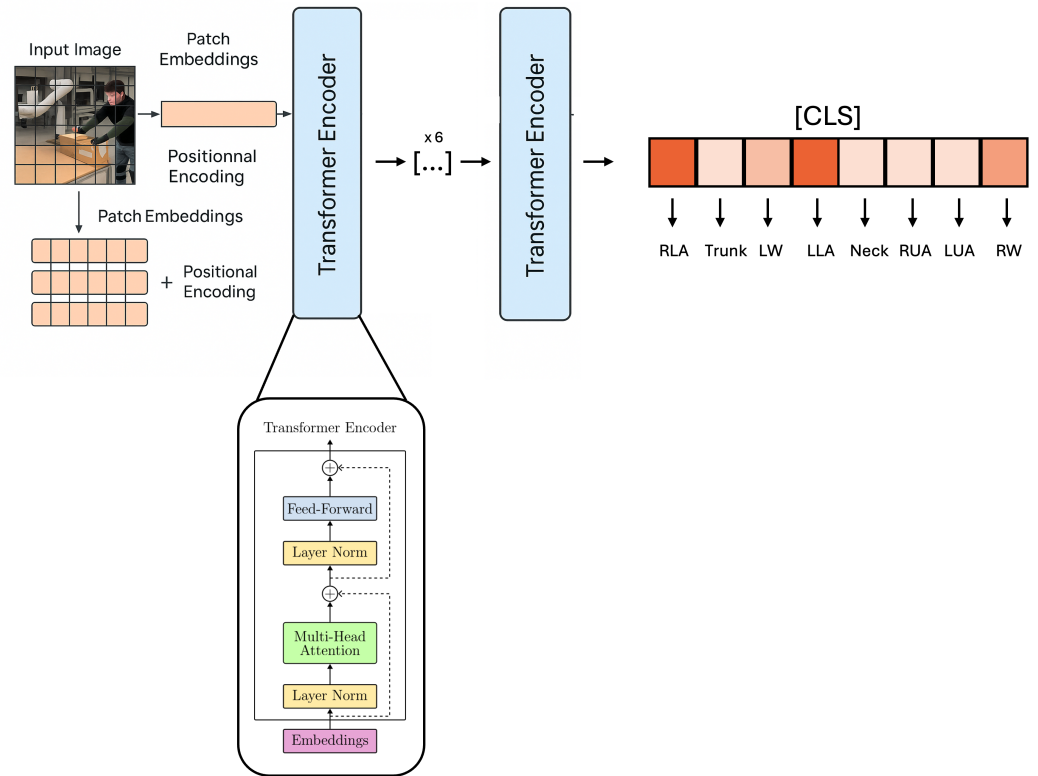 Input Image
Patch
Embeddings
Positionnal
Encoding
Patch Embeddings
+
Positional
Encoding
Transformer Encoder
x 6
[...]
Transformer Encoder
[CLS]
RLA
Trunk
LW
LLA
Neck
RUA
LUA
RW
Transformer Encoder
+
Feed-Forward
Layer Norm
+
Multi-Head
Attention
Layer Norm
Embeddings